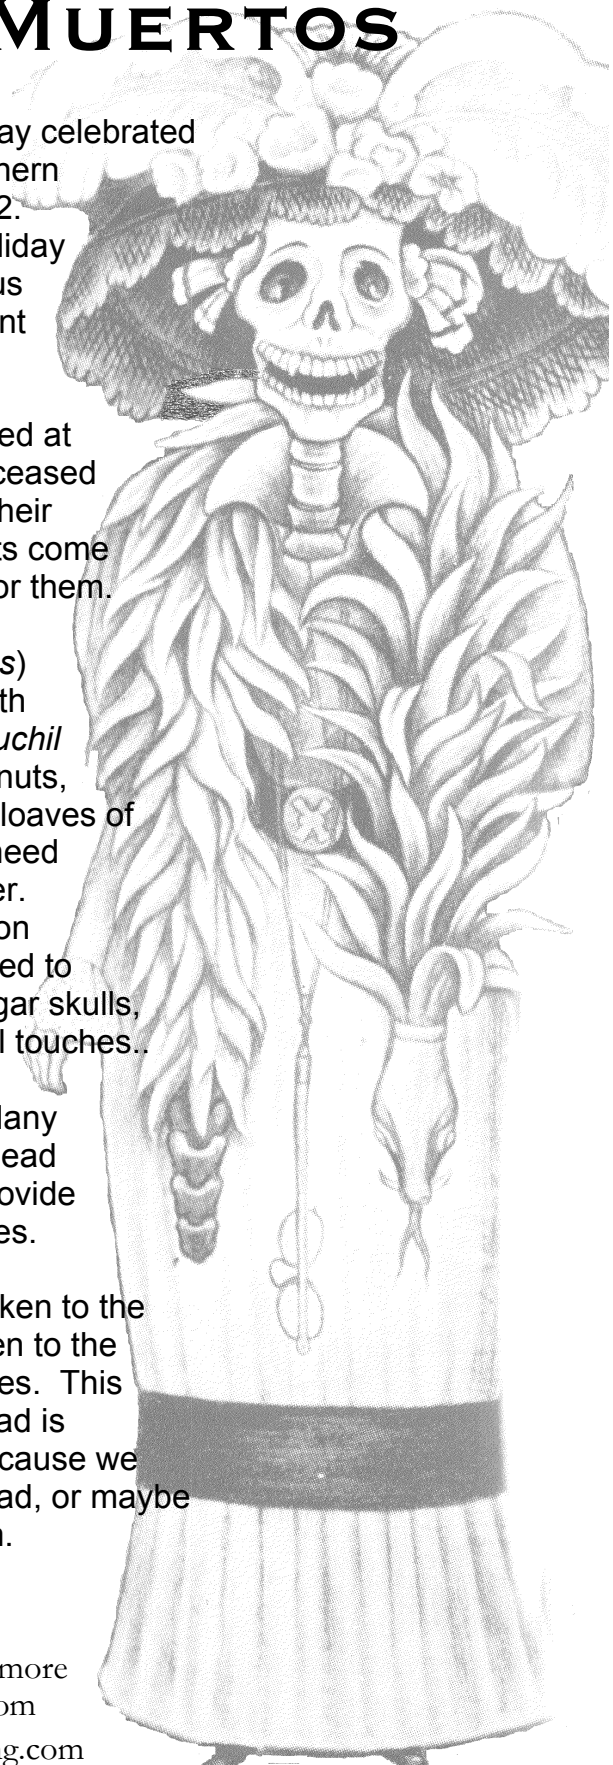 MUERTOS
ay celebrated
hern
2.
liday
us
nt
ed at
ceased
heir
ts come
or them.
s)
th
uchil
nuts,
loaves of
need
er.
on
ed to
gar skulls,
l touches..
Many
ead
ovide
es.
ken to the
en to the
es.  This
ad is
cause we
ad, or maybe
n.
more
om
ng.com